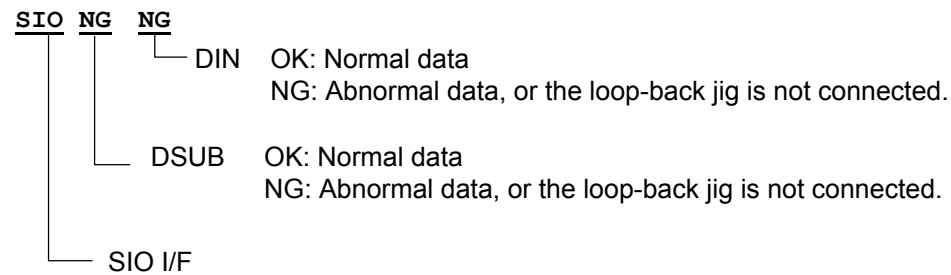 SIO NG NG
DIN OK: Normal data
NG: Abnormal data, or the loop-back jig is not connected.
DSUB OK: Normal data
NG: Abnormal data, or the loop-back jig is not connected.
SIO I/F